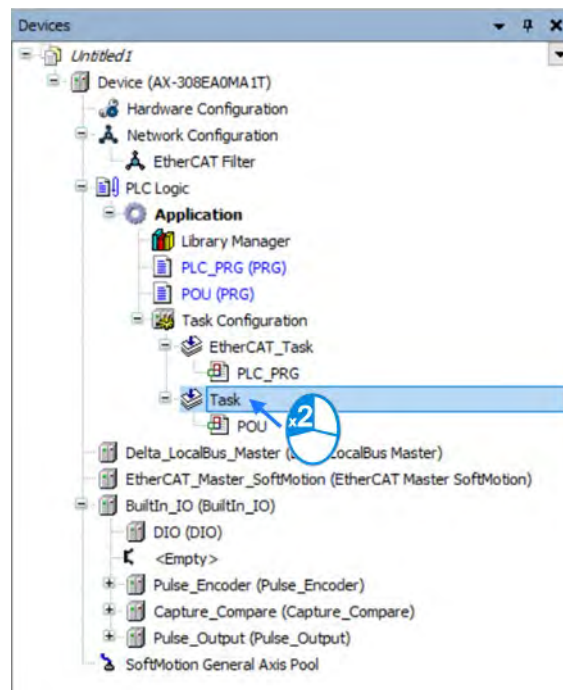 Devices
Untitled1
Device (AX-308EA0MA1T)
Hardware Configuration
Network Configuration
EtherCAT Filter
PLC Logic
Application
Library Manager
PLC_PRG (PRG)
POU (PRG)
Task Configuration
EtherCAT_Task
PLC_PRG
Task
x2
POU
Delta_LocalBus_Master ( LocalBus Master)
EtherCAT_Master_SoftMotion (EtherCAT Master SoftMotion)
BuiltIn_IO (BuiltIn_IO)
DIO (DIO)
<Empty>
Pulse_Encoder (Pulse_Encoder)
Capture_Compare (Capture_Compare)
Pulse_Output (Pulse_Output)
SoftMotion General Axis Pool